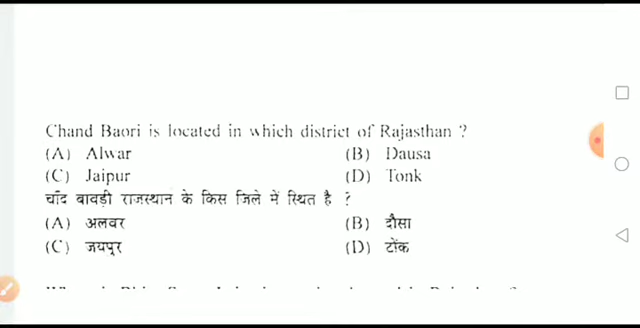 Chand Baori is located in which district of Rajasthan ?
(A) Alwar (B) Dausa
(C) Jaipur (D) Tonk
चाँद बावड़ी राजस्थान के किस जिले में स्थित है ?
(A) अलवर (B) दौसा
(C) जयपुर (D) टोंक